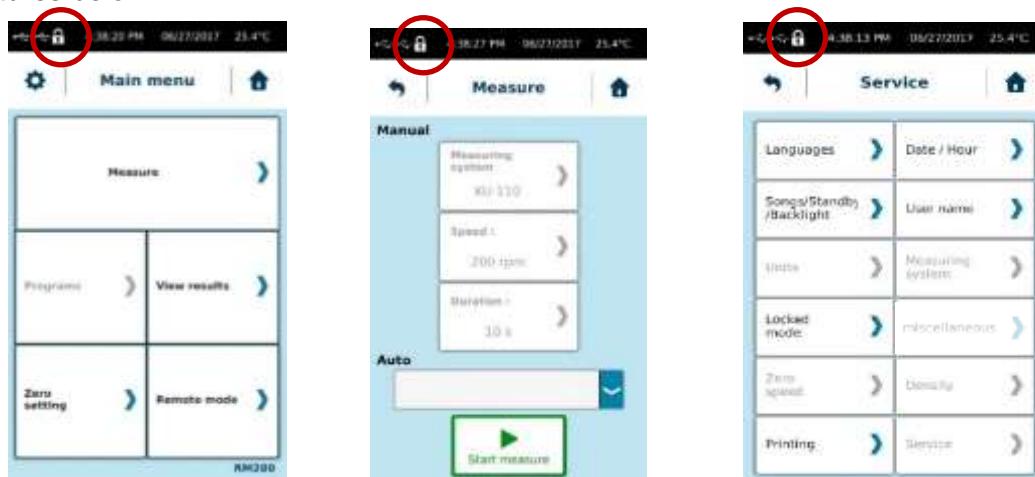 4:38:20 PM 06/27/2017 25.4°C
Main menu
Measure
Programs
View results
Zero setting
Remote mode
RM200
4:38:27 PM 06/27/2017 25.4°C
Measure
Manual
Measuring system
200 rpm
Speed :
Duration :
10 s
Auto
Start measure
4:38:13 PM 06/27/2017 25.4°C
Service
Languages
Date / Hour
Songs/Standby
/Backlight
User name
Units
Measuring system
Locked mode
miscellaneous
Zero speed
Density
Printing
Service